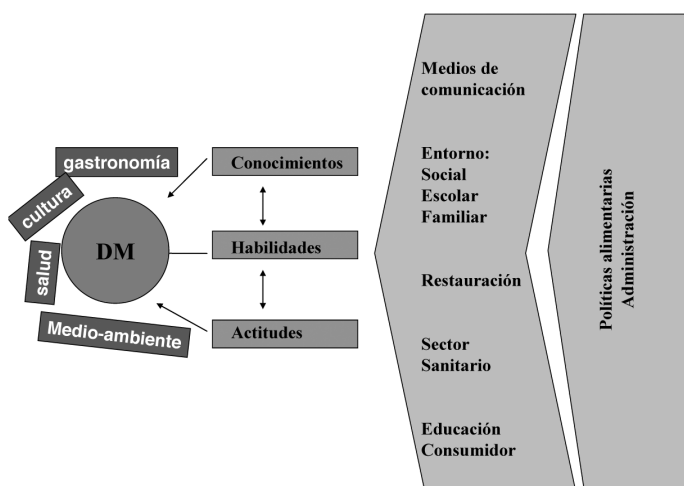 gastronomía
cultura
salud
Medio-ambiente
DM
Conocimientos
Habilidades
Actitudes
Medios de
comunicación
Entorno:
Social
Escolar
Familiar
Restauración
Sector
Sanitario
Educación
Consumidor
Políticas alimentarias
Administración